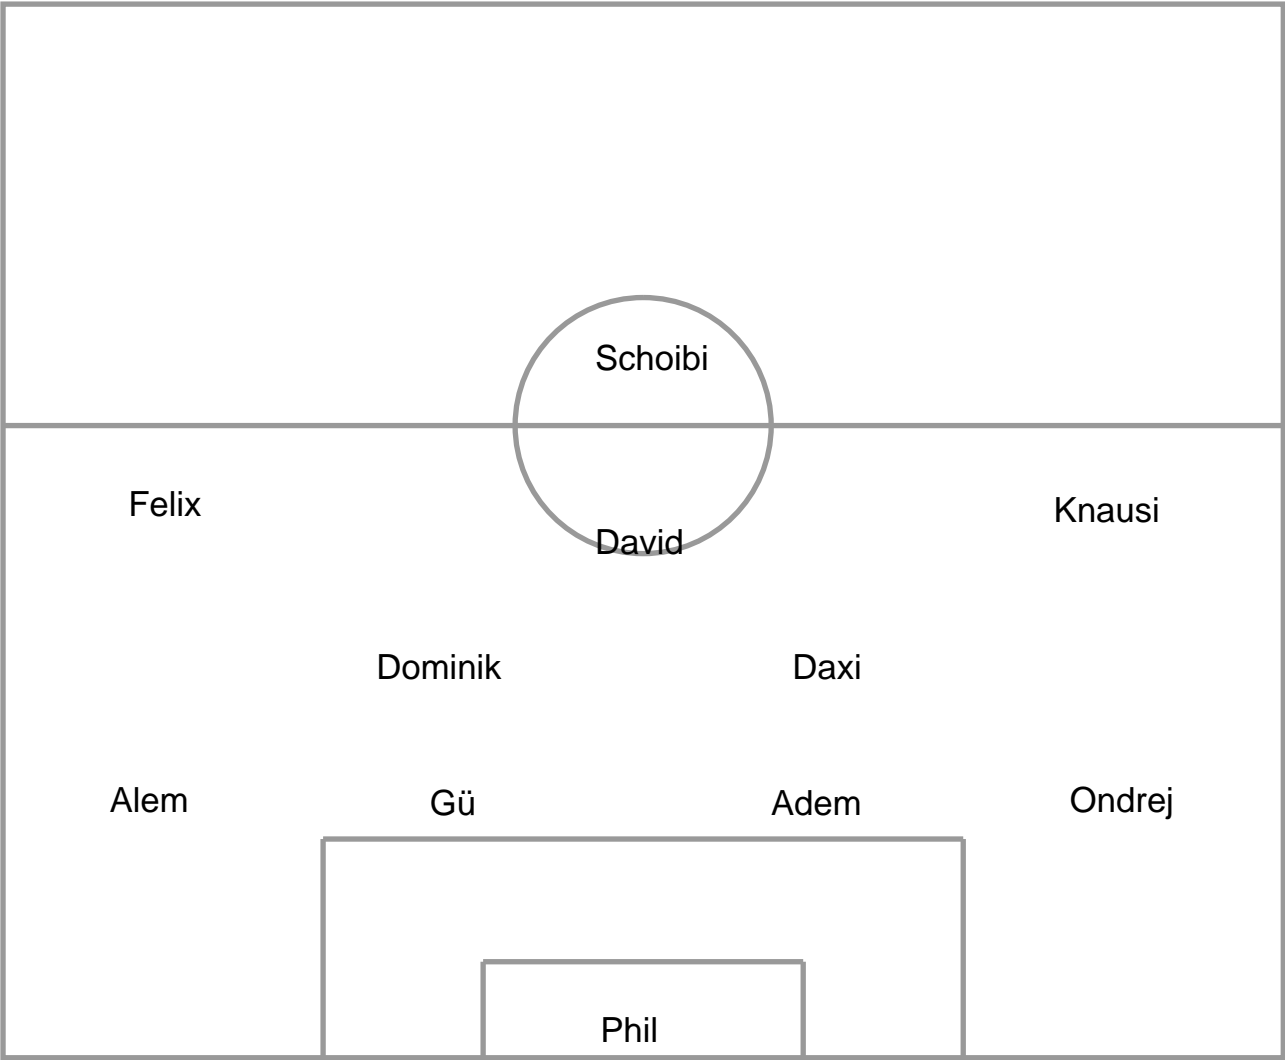 Schoibi
Felix
Knausi
David
Dominik Daxi
Alem Gü Adem Ondrej
Phil